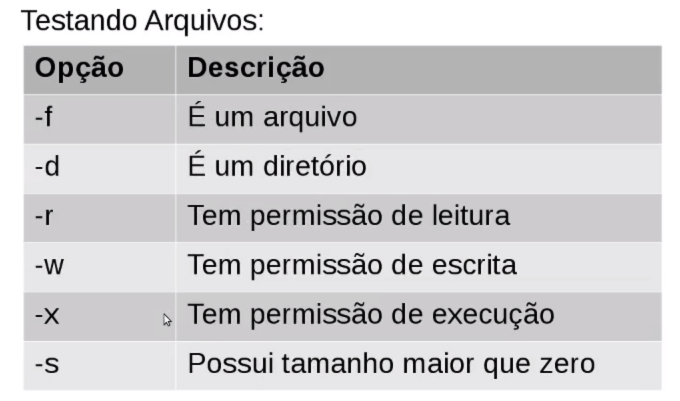 Testando Arquivos:
Opção Descrição
-f É um arquivo
-d É um diretório
-r Tem permissão de leitura
-w Tem permissão de escrita
-x Tem permissão de execução
-s Possui tamanho maior que zero